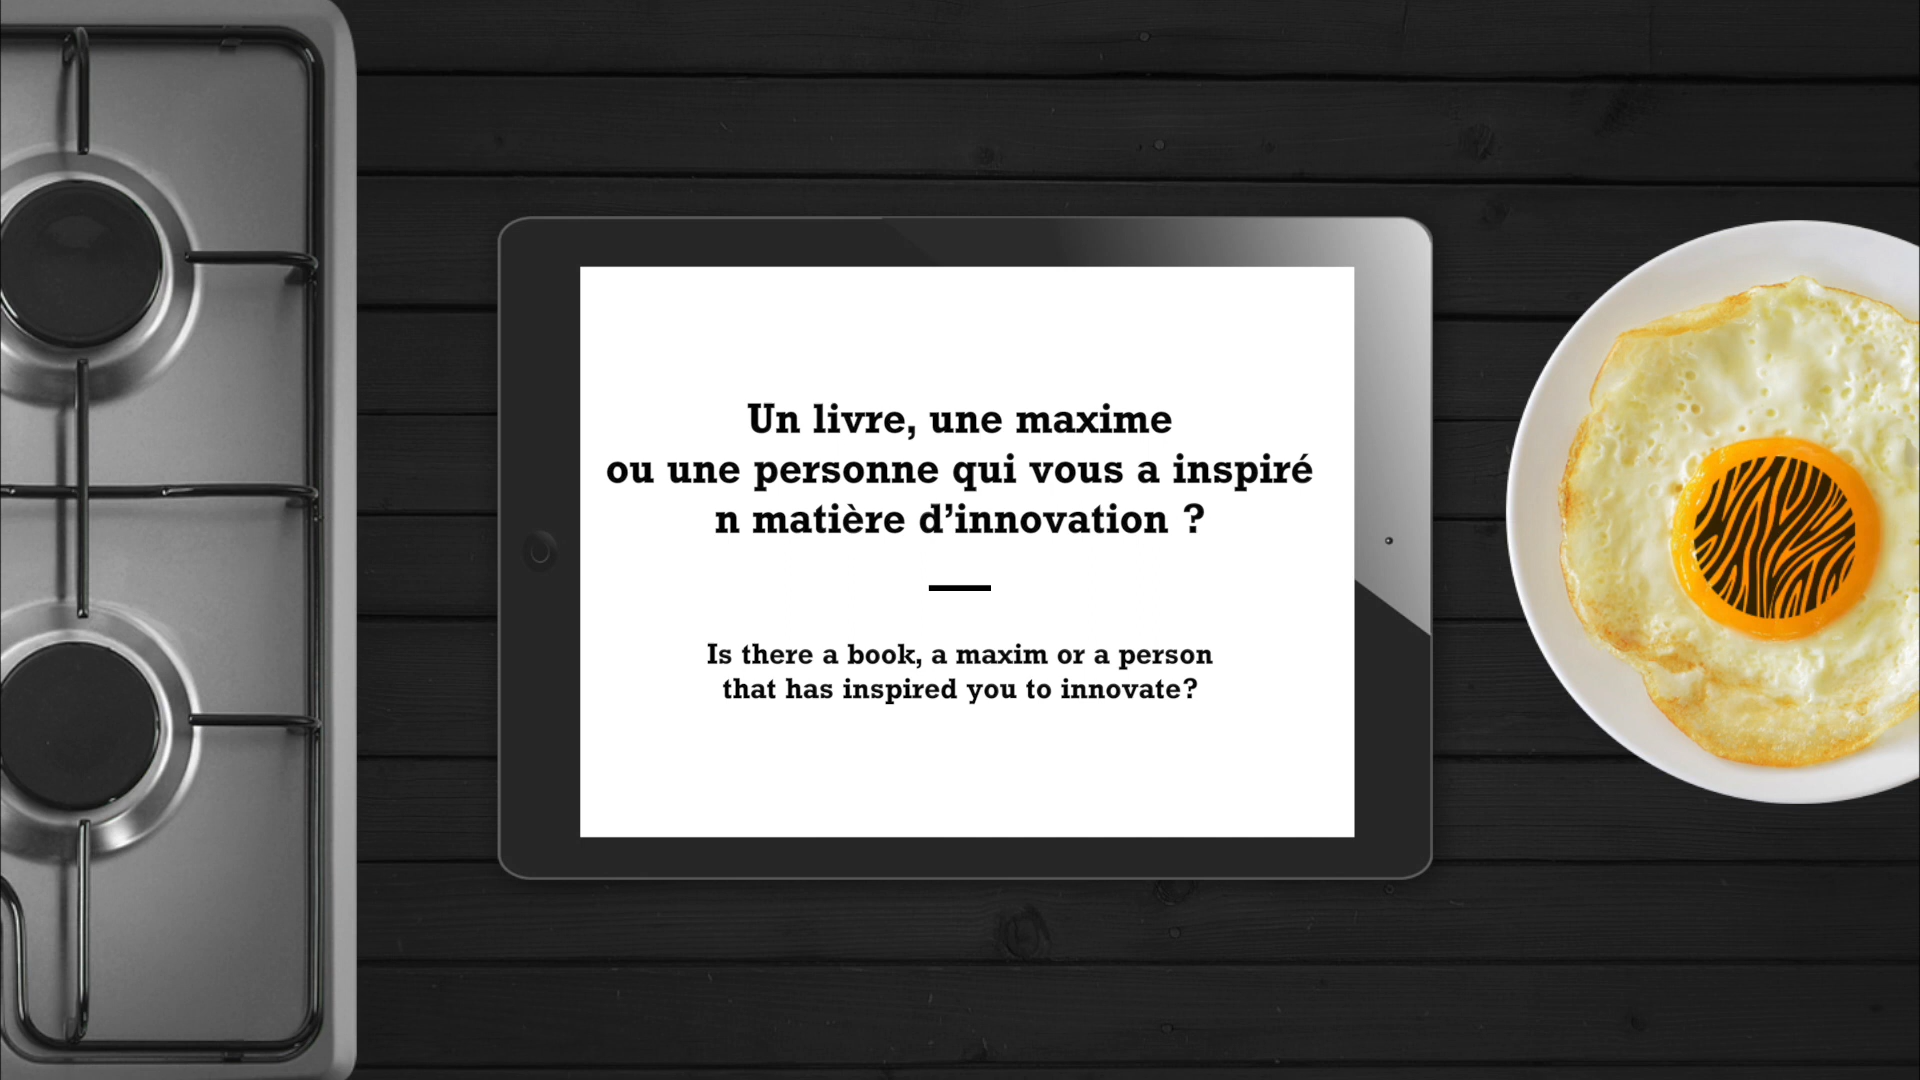 Un livre, une maxime
ou une personne qui vous a inspiré
n matière d’innovation ?
Is there a book, a maxim or a person
that has inspired you to innovate?